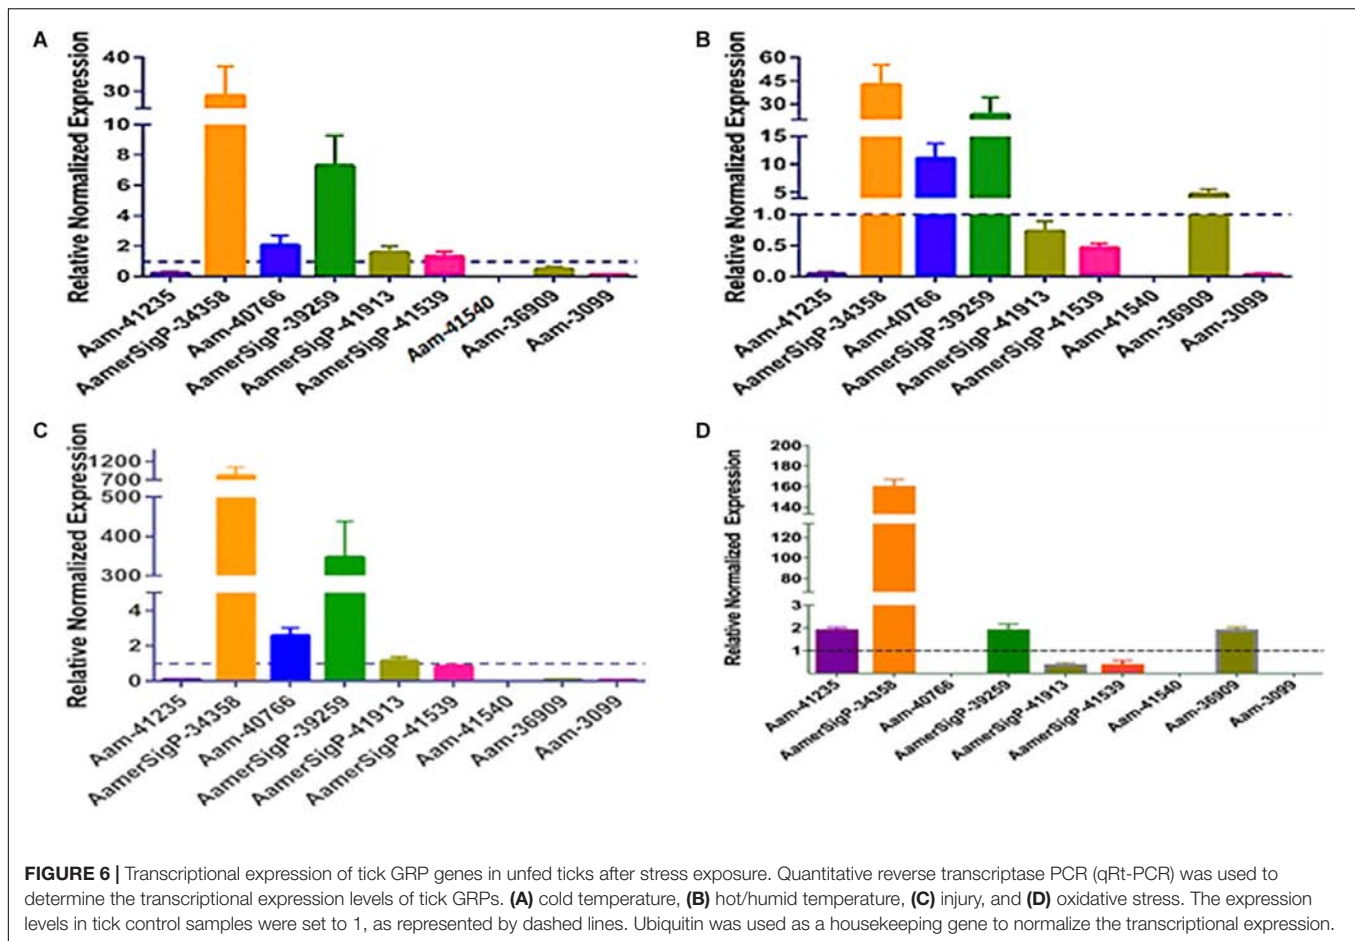 A
Relative Normalized Expression
40
30
10
8
6
4
2
0
Aam-41235
AamerSigP-34358
Aam-40766
AamerSigP-39259
AamerSigP-41913
AamerSigP-41539
Aam-41540
Aam-36909
Aam-3099
B
Relative Normalized Expression
60
45
30
15
10
5
1.0
0.5
0.0
Aam-41235
AamerSigP-34358
Aam-40766
AamerSigP-39259
AamerSigP-41913
AamerSigP-41539
Aam-41540
Aam-36909
Aam-3099
C
Relative Normalized Expression
1200
700
500
400
300
4
2
0
Aam-41235
AamerSigP-34358
Aam-40766
AamerSigP-39259
AamerSigP-41913
AamerSigP-41539
Aam-41540
Aam-36909
Aam-3099
D
Relative Normalized Expression
200
180
160
140
120
100
80
3
2
1
Aam-41235
AamerSigP-34358
Aam-40766
AamerSigP-39259
AamerSigP-41913
AamerSigP-41539
Aam-41540
Aam-36909
Aam-3099
FIGURE 6 | Transcriptional expression of tick GRP genes in unfed ticks after stress exposure. Quantitative reverse transcriptase PCR (qRt-PCR) was used to
determine the transcriptional expression levels of tick GRPs. (A) cold temperature, (B) hot/humid temperature, (C) injury, and (D) oxidative stress. The expression
levels in tick control samples were set to 1, as represented by dashed lines. Ubiquitin was used as a housekeeping gene to normalize the transcriptional expression.